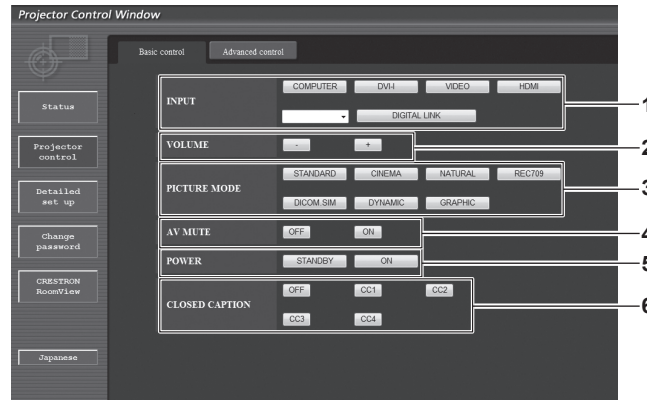 Projector Control Window
Basic control
Advanced control
Status
Projector
control
Detailed
set up
Change
password
CRESTRON
RoomView
Japanese
INPUT
COMPUTER DVI-I VIDEO HDMI
DIGITAL LINK
1
VOLUME - +
2
PICTURE MODE
STANDARD CINEMA NATURAL REC709
DICOM.SIM DYNAMIC GRAPHIC
3
AV MUTE OFF ON
4
POWER STANDBY ON
5
CLOSED CAPTION
OFF CC1 CC2
CC3 CC4
6